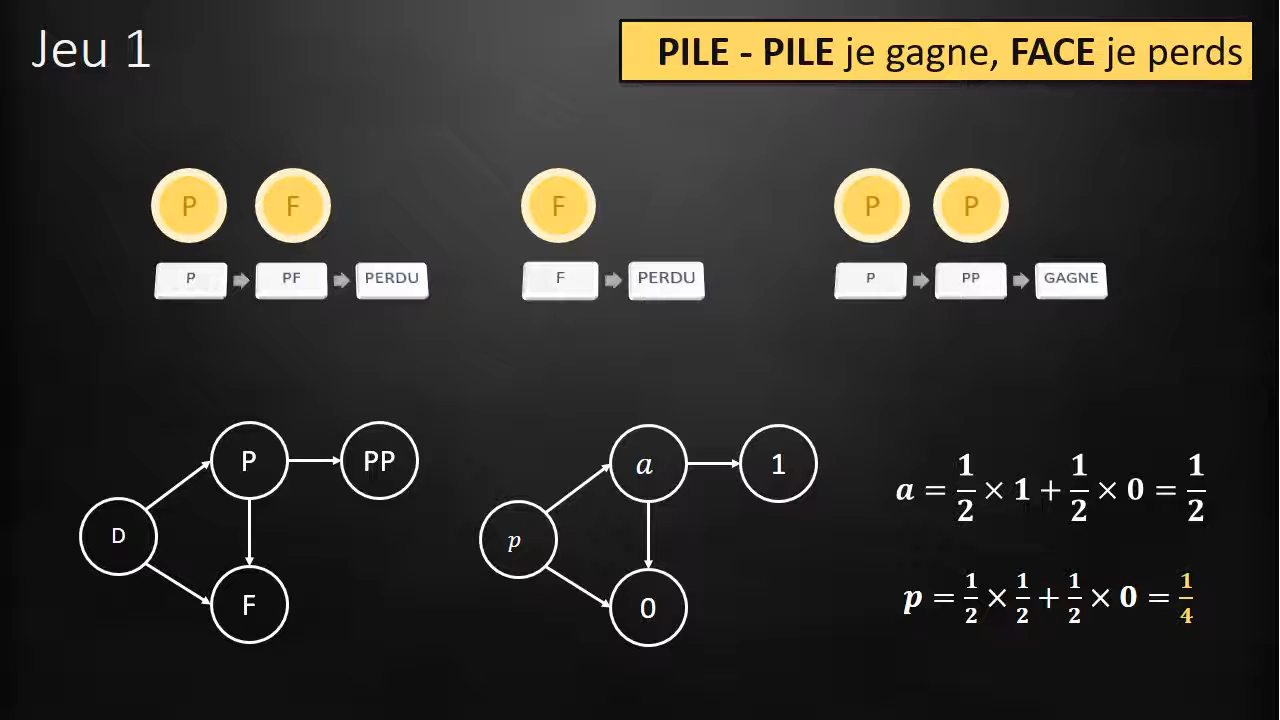 Jeu 1
PILE - PILE je gagne, FACE je perds
P F
P PF PERDU
F
F PERDU
P P
P PP GAGNE
D
P
PP
F
p
a
1
0
a = 1/2 × 1 + 1/2 × 0 = 1/2
p = 1/2 × 1/2 + 1/2 × 0 = 1/4